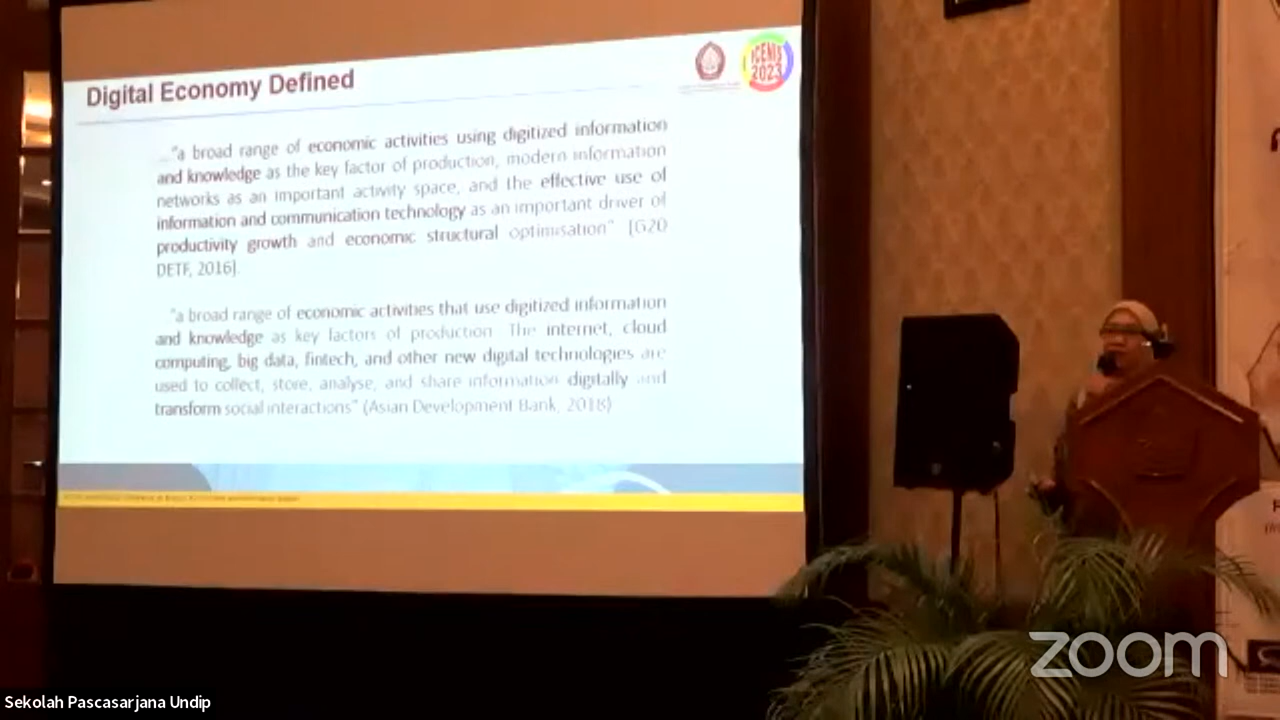 Digital Economy Defined
ICENIS
2023
..."a broad range of economic activities using digitized information
and knowledge as the key factor of production, modern information
networks as an important activity space, and the effective use of
information and communication technology as an important driver of
productivity growth and economic structural optimisation" [G20
DETF, 2016].
"a broad range of economic activities that use digitized information
and knowledge as key factors of production. The internet, cloud
computing, big data, fintech, and other new digital technologies are
used to collect, store, analyse, and share information digitally and
transform social interactions" (Asian Development Bank, 2018)
zoom
Sekolah Pascasarjana Undip